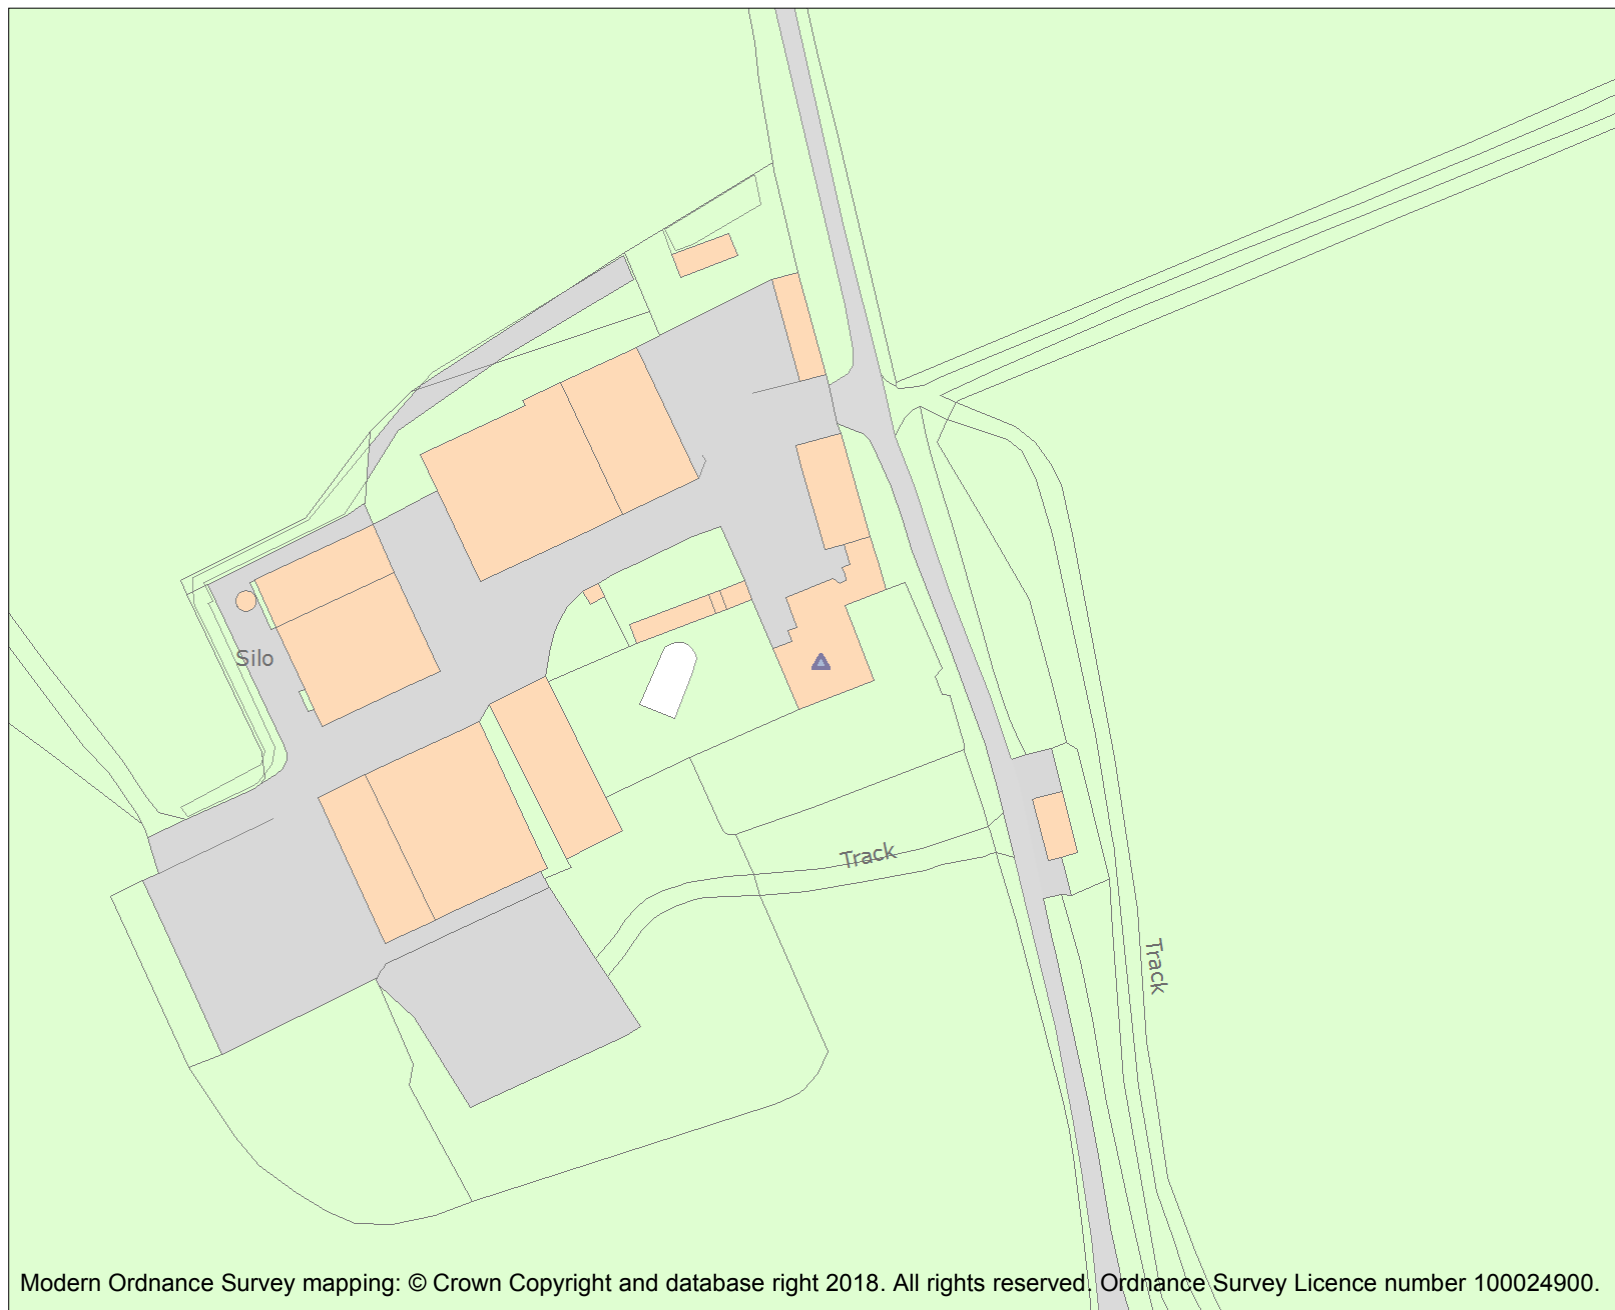 Silo
Track
Track
Modern Ordnance Survey mapping: © Crown Copyright and database right 2018. All rights reserved. Ordnance Survey Licence number 100024900.